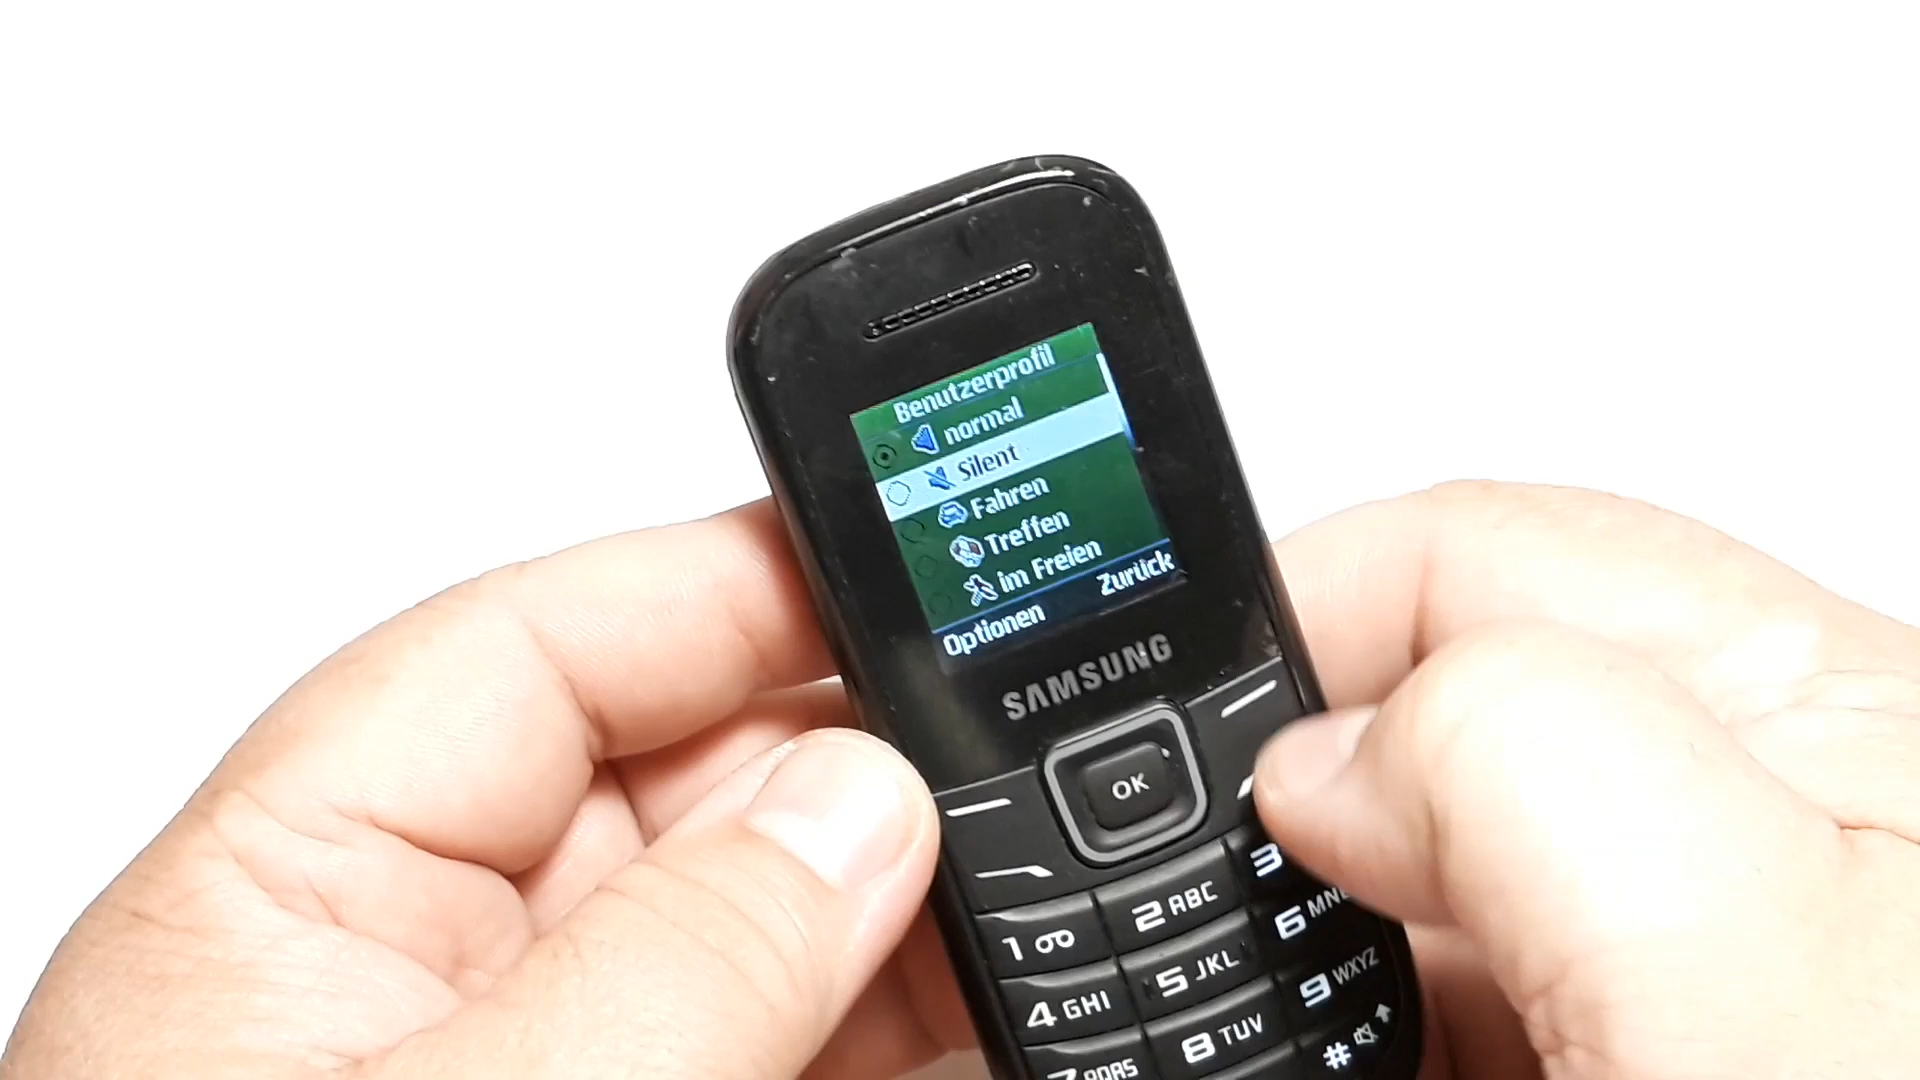 Benutzerprofil
normal
Silent
Fahren
Treffen
im Freien
Optionen Zurück
SAMSUNG
OK
1 2 ABC 3
4 GHI 5 JKL 6
8 TUV 9 WXYZ
#